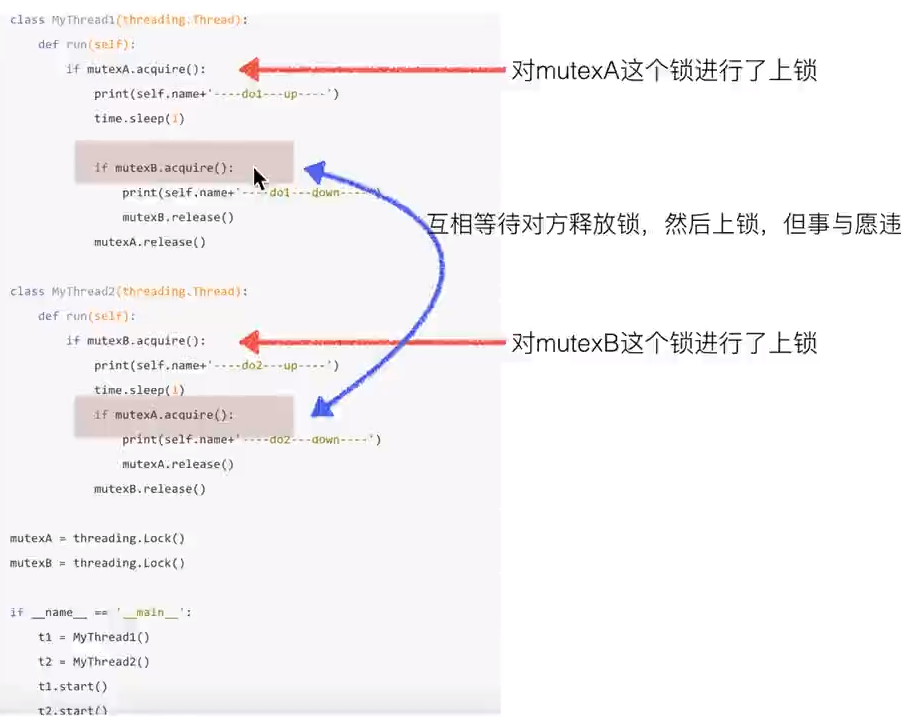 class MyThread1(threading.Thread):
def run(self):
if mutexA.acquire():
对mutexA这个锁进行了上锁
print(self.name+'----do1---up----')
time.sleep(1)
if mutexB.acquire():
print(self.name+'----do1---down----')
mutexB.release()
互相等待对方释放锁，然后上锁，但事与愿违
mutexA.release()
class MyThread2(threading.Thread):
def run(self):
if mutexB.acquire():
对mutexB这个锁进行了上锁
print(self.name+'----do2---up----')
time.sleep(1)
if mutexA.acquire():
print(self.name+'----do2---down----')
mutexA.release()
mutexB.release()
mutexA = threading.Lock()
mutexB = threading.Lock()
if __name__ == '__main__':
t1 = MyThread1()
t2 = MyThread2()
t1.start()
t2.start()